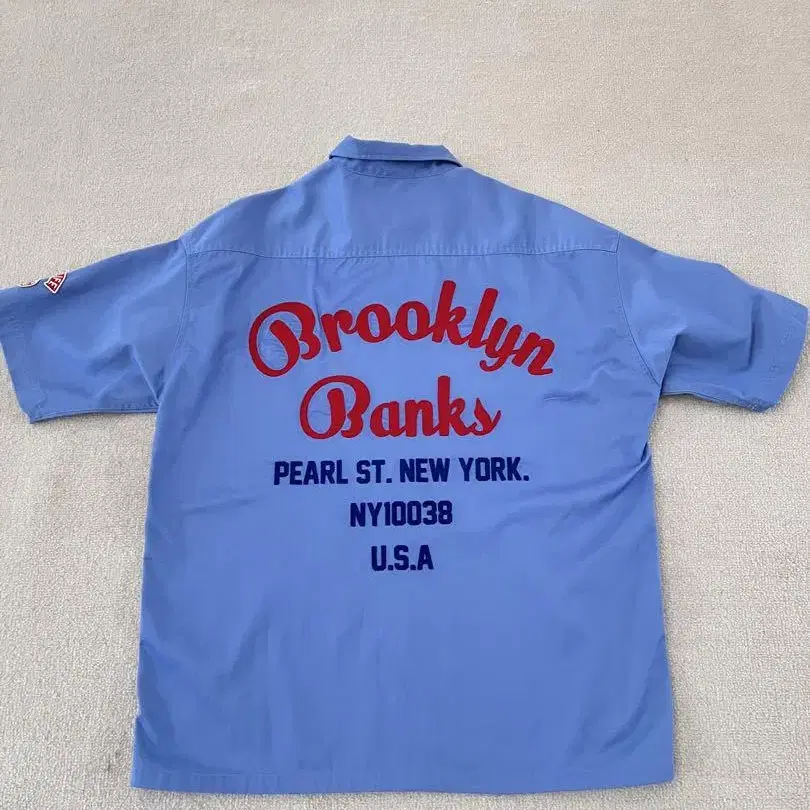 Brooklyn
Banks
PEARL ST. NEW YORK.
NY10038
U.S.A